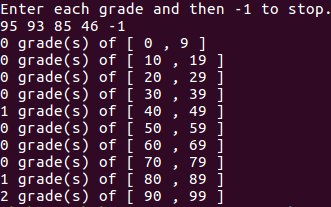 Enter each grade and then -1 to stop.
95 93 85 46 -1
0 grade(s) of [ 0 , 9 ]
0 grade(s) of [ 10 , 19 ]
0 grade(s) of [ 20 , 29 ]
0 grade(s) of [ 30 , 39 ]
1 grade(s) of [ 40 , 49 ]
0 grade(s) of [ 50 , 59 ]
0 grade(s) of [ 60 , 69 ]
0 grade(s) of [ 70 , 79 ]
1 grade(s) of [ 80 , 89 ]
2 grade(s) of [ 90 , 99 ]